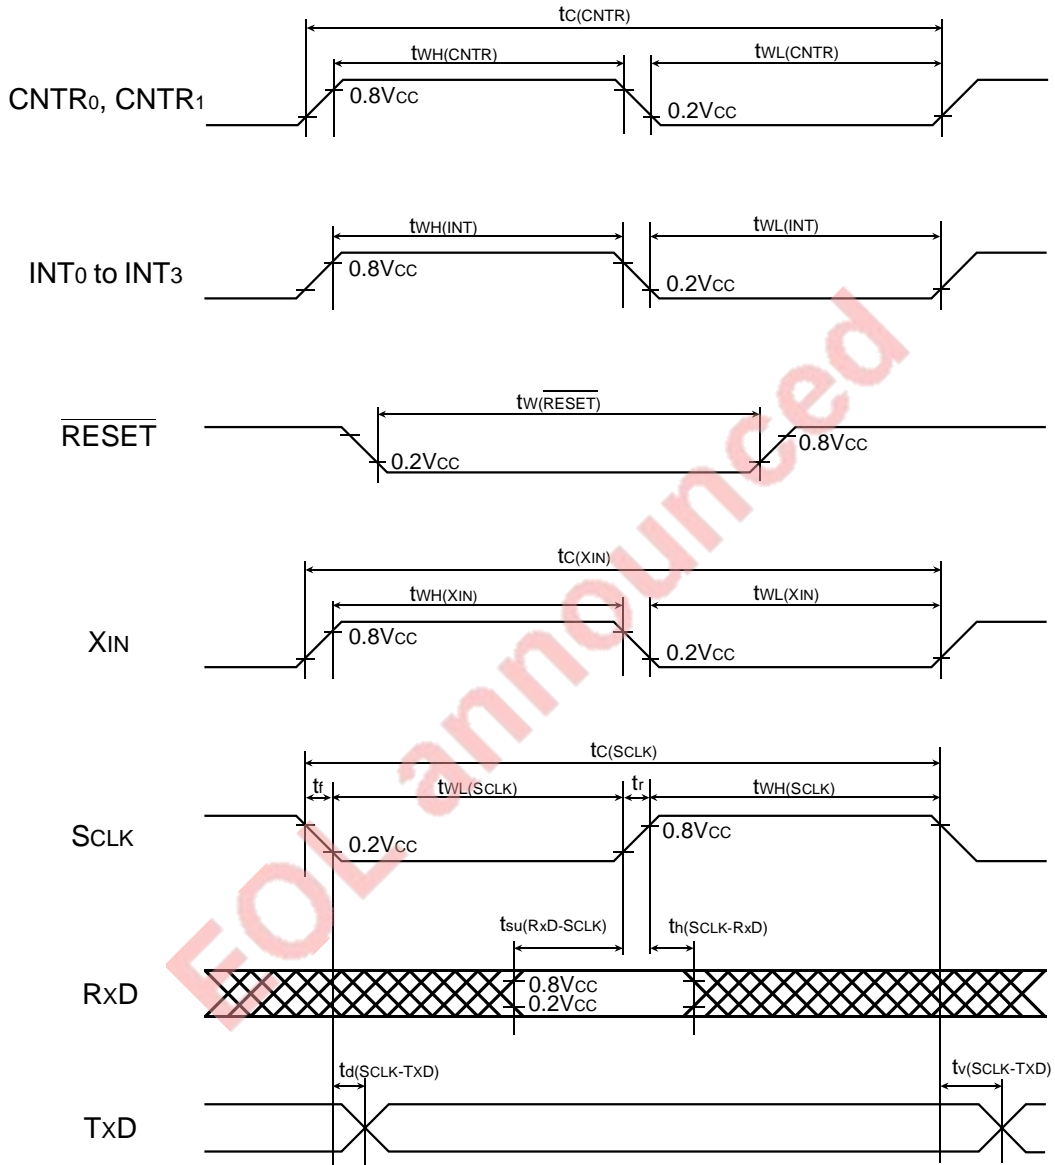 tC(CNTR)
tWH(CNTR) tWL(CNTR)
CNTR0, CNTR1 0.8VCC 0.2VCC
tWH(INT) tWL(INT)
INT0 to INT3 0.8VCC 0.2VCC
tW(RESET)
RESET 0.2VCC 0.8VCC
tC(XIN)
tWH(XIN) tWL(XIN)
XIN 0.8VCC 0.2VCC
tC(SCLK)
tf tWL(SCLK) tr tWH(SCLK)
SCLK 0.2VCC 0.8VCC
tsu(RxD-SCLK) th(SCLK-RxD)
RXD 0.8VCC
0.2VCC
td(SCLK-TXD) tv(SCLK-TXD)
TXD
EOL announced